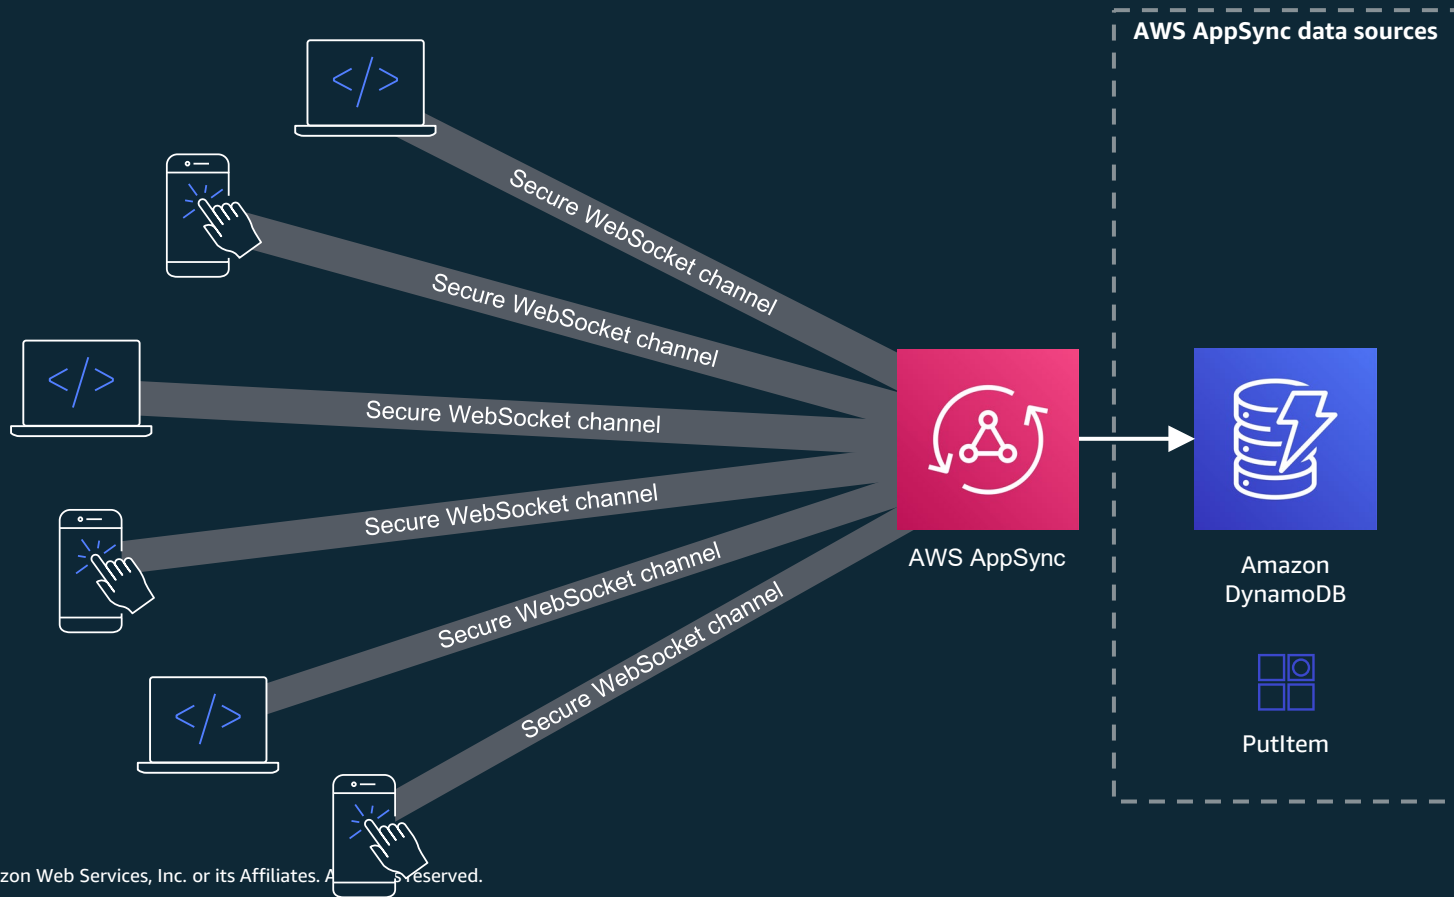 AWS AppSync data sources
</>
Secure WebSocket channel
Secure WebSocket channel
</>
Secure WebSocket channel
Secure WebSocket channel
Secure WebSocket channel
Secure WebSocket channel
</>
AWS AppSync
Amazon
DynamoDB
PutItem
zon Web Services, Inc. or its Affiliates. A s reserved.